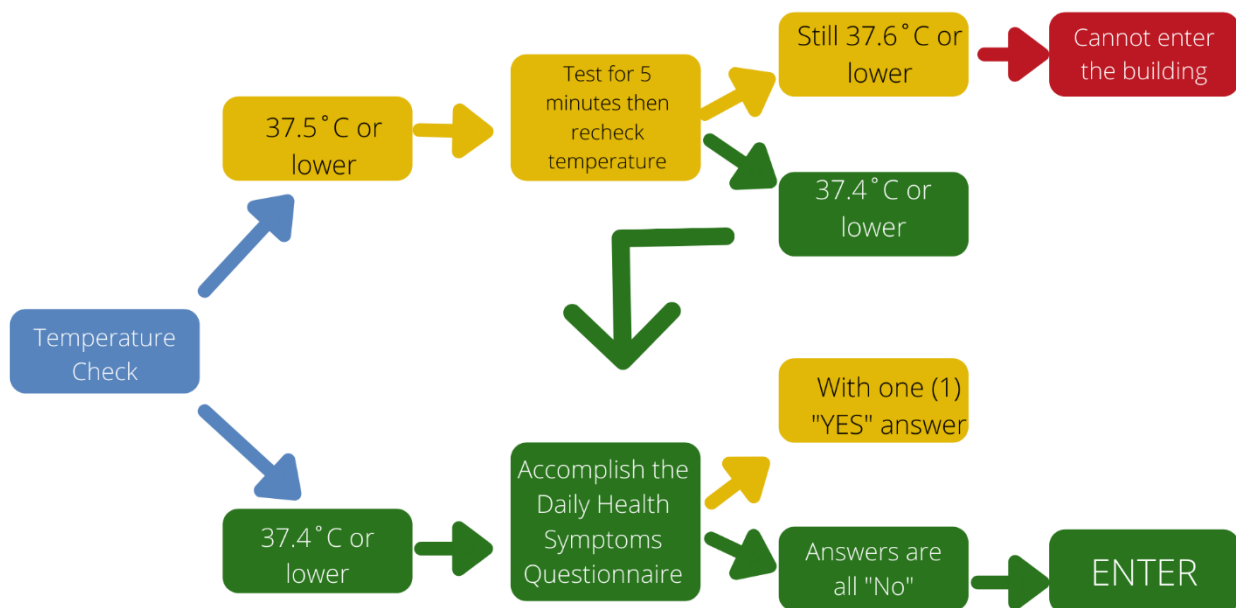 Still 37.6°C or
lower
Cannot enter
the building
Test for 5
minutes then
recheck
temperature
37.5°C or
lower
37.4°C or
lower
Temperature
Check
With one (1)
"YES" answer
Accomplish the
Daily Health
Symptoms
Questionnaire
37.4°C or
lower
Answers are
all "No"
ENTER